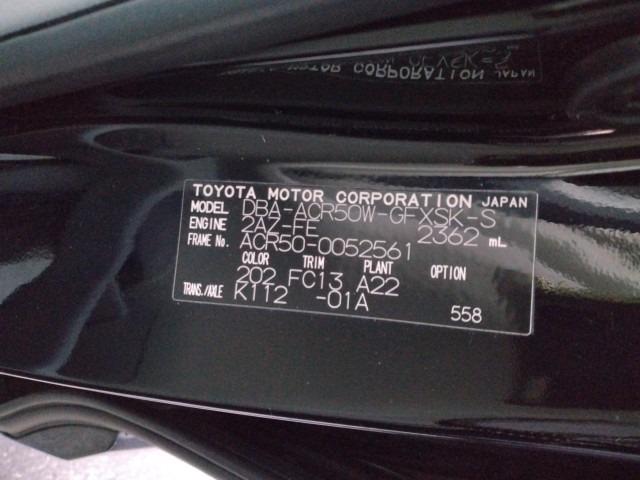 TOYOTA MOTOR CORPORATION JAPAN
MODEL DBA-ACR50W-GFXSK-S
ENGINE 2AZ-FE 2362 mL
FRAME No. ACR50-0052561
COLOR TRIM PLANT OPTION
202 FC13 A22
TRANS./AXLE K112 -01A
558